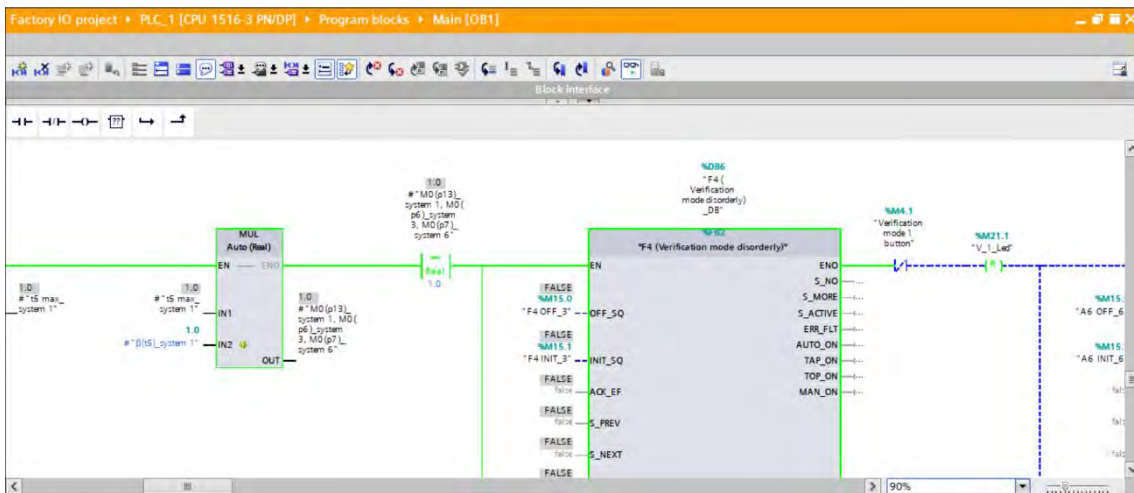 Factory IO project ▸ PLC_1 [CPU 1516-3 PN/DP] ▸ Program blocks ▸ Main [OB1]
Block interface
??
MUL
Auto (Real)
EN
ENO
1.0
#"t5 max_
system 1"
1.0
#"t5 max_
system 1"
IN1
1.0
#"β(t5)_system 1"
IN2
OUT
1.0
#"M0(p13)_
system 1, M0(
p6)_system
3, M0(p7)_
system 6"
1.0
#"M0(p13)_
system 1, M0(
p6)_system
3, M0(p7)_
system 6"
Real
1.0
%DB6
"F4 (
Verification
mode disorderly)
_DB"
%FB2
"F4 (Verification mode disorderly)"
EN
FALSE
%M15.0
"F4 OFF_3"
OFF_SQ
FALSE
%M15.1
"F4 INIT_3"
INIT_SQ
FALSE
false
ACK_EF
FALSE
false
S_PREV
FALSE
false
S_NEXT
FALSE
ENO
S_NO
...
S_MORE
...
S_ACTIVE
...
ERR_FLT
...
AUTO_ON
...
TAP_ON
...
TOP_ON
...
MAN_ON
...
%M4.1
"Verification
mode 1
button"
%M21.1
"V_1_Led"
R
%M15.
"A6 OFF_6
%M15.
"A6 INIT_6
90%